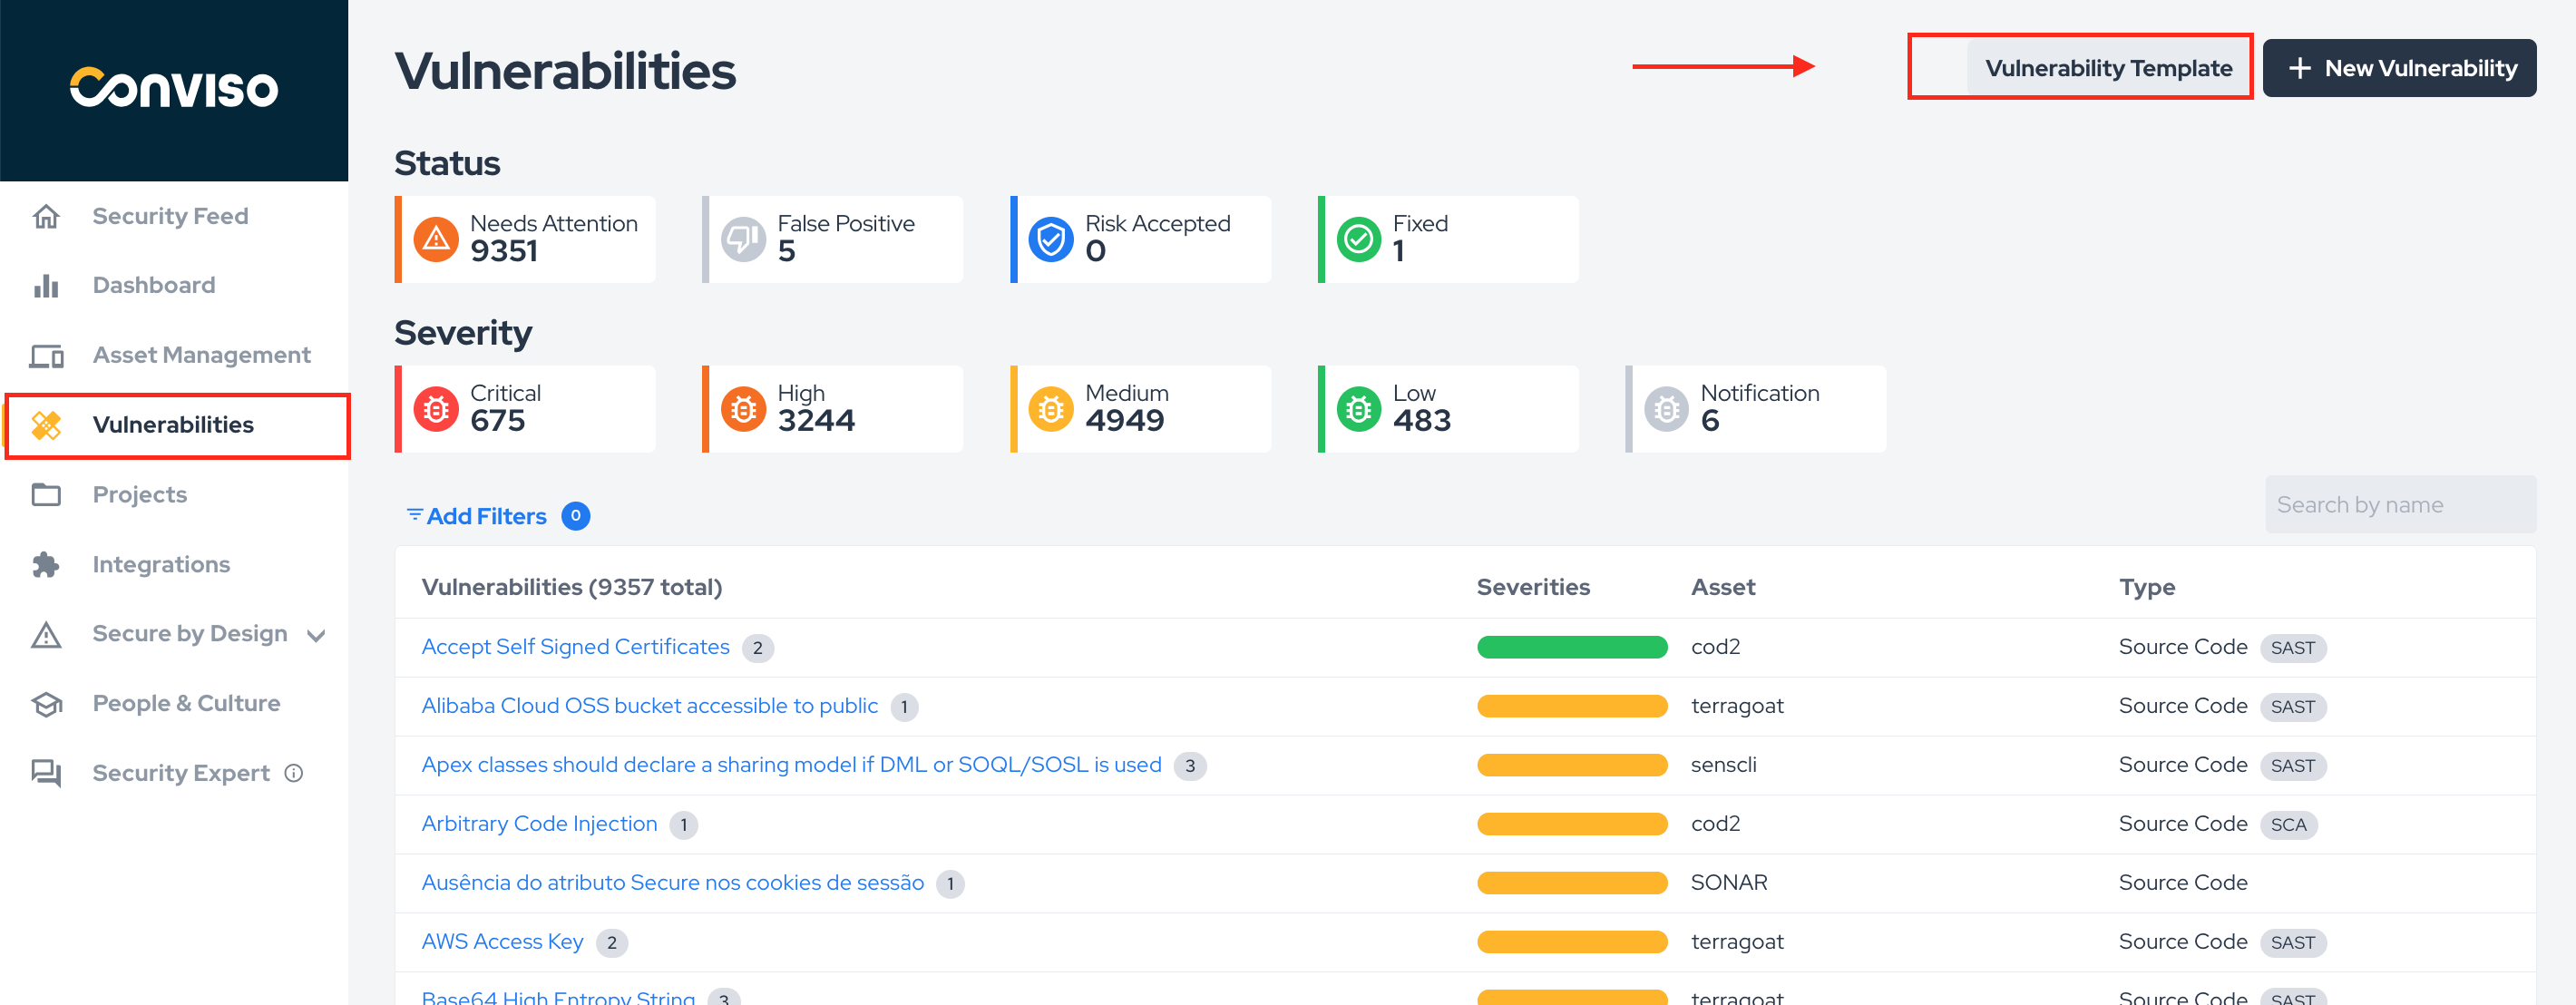 Conviso
Vulnerabilities
Vulnerability Template
+ New Vulnerability
Security Feed
Dashboard
Asset Management
Vulnerabilities
Projects
Integrations
Secure by Design
People & Culture
Security Expert
Status
Needs Attention
9351
False Positive
5
Risk Accepted
0
Fixed
1
Severity
Critical
675
High
3244
Medium
4949
Low
483
Notification
6
Add Filters 0
Search by name
Vulnerabilities (9357 total) Severities Asset Type
Accept Self Signed Certificates 2 cod2 Source Code SAST
Alibaba Cloud OSS bucket accessible to public 1 terragoat Source Code SAST
Apex classes should declare a sharing model if DML or SOQL/SOSL is used 3 senscli Source Code SAST
Arbitrary Code Injection 1 cod2 Source Code SCA
Ausência do atributo Secure nos cookies de sessão 1 SONAR Source Code
AWS Access Key 2 terragoat Source Code SAST
Base64 High Entropy String 3 terragoat Source Code SAST